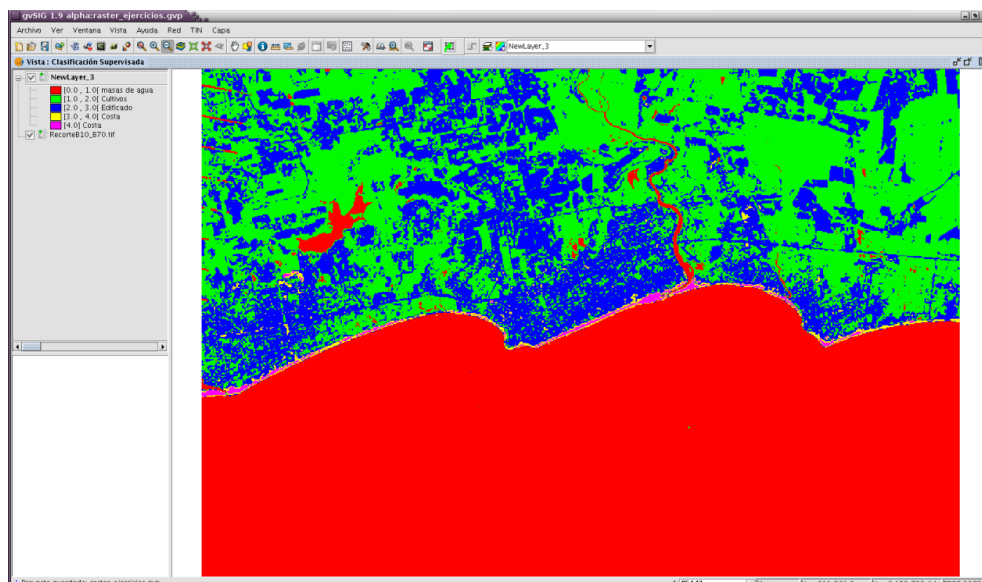 gvSIG 1.9 alpha:raster_ejercicios.gvp
Archivo Ver Ventana Vista Ayuda Red TIN Capa
NewLayer_3
Vista : Clasificación Supervisada
NewLayer_3
[0.0 , 1.0[ masas de agua
[1.0 , 2.0[ Cultivos
[2.0 , 3.0[ Edificado
[3.0 , 4.0[ Costa
[4.0] Costa
RecorteB10_B70.tif